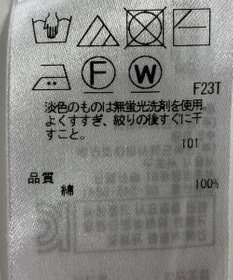 F
W
F23T
淡色のものは無蛍光洗剤を使用。
よくすすぎ、絞りの後すぐに干
すこと。
101
品質
綿 100%